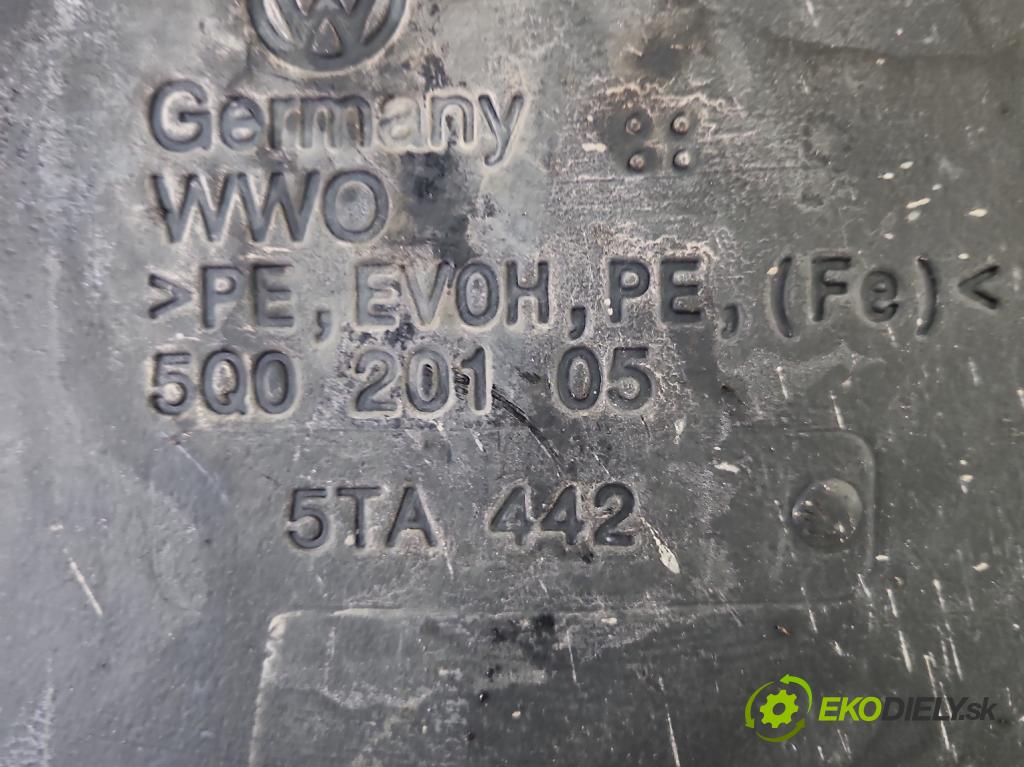 Germany
WWO
>PE,EVOH,PE,(Fe)<
5Q0 201 05
5TA 442
EKODIELY.sk